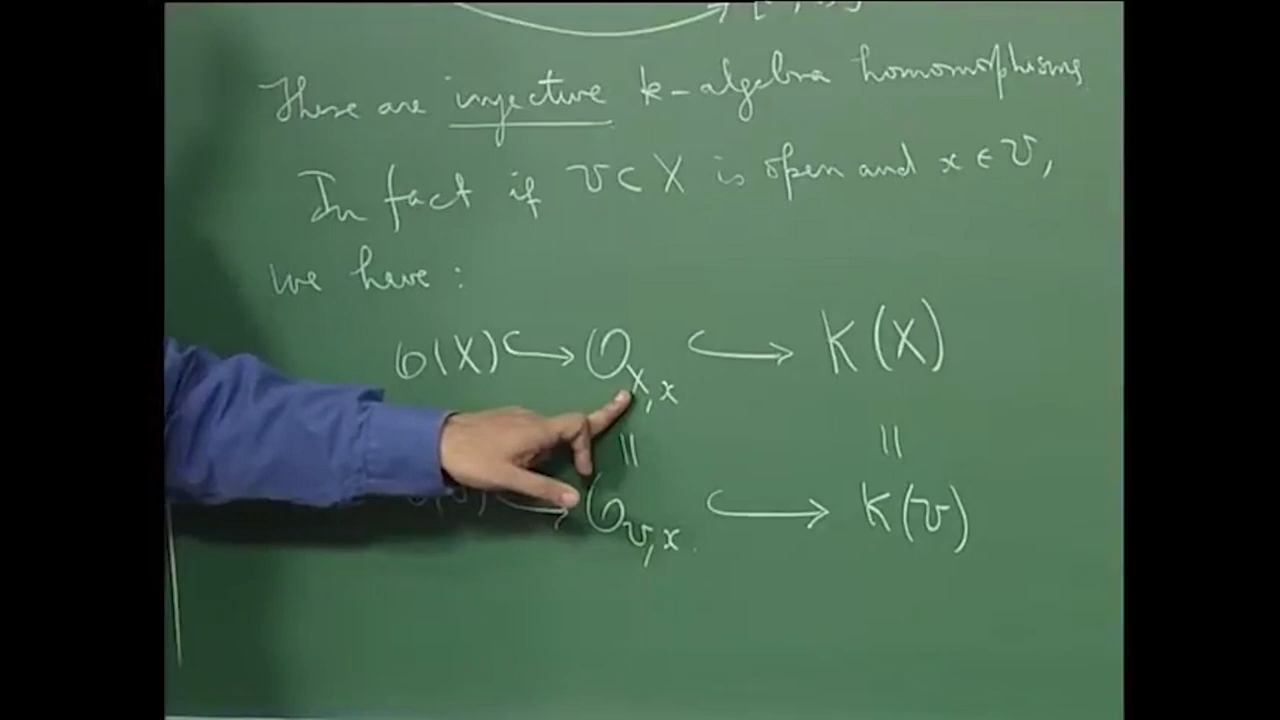 These are injective k-algebra homomorphisms.
In fact if U ⊂ X is open and x ∈ U,
we have :
O(X) ↪ O_{X,x} ↪ K(X)
|| ||
↪ O_{U,x} ↪ K(U)